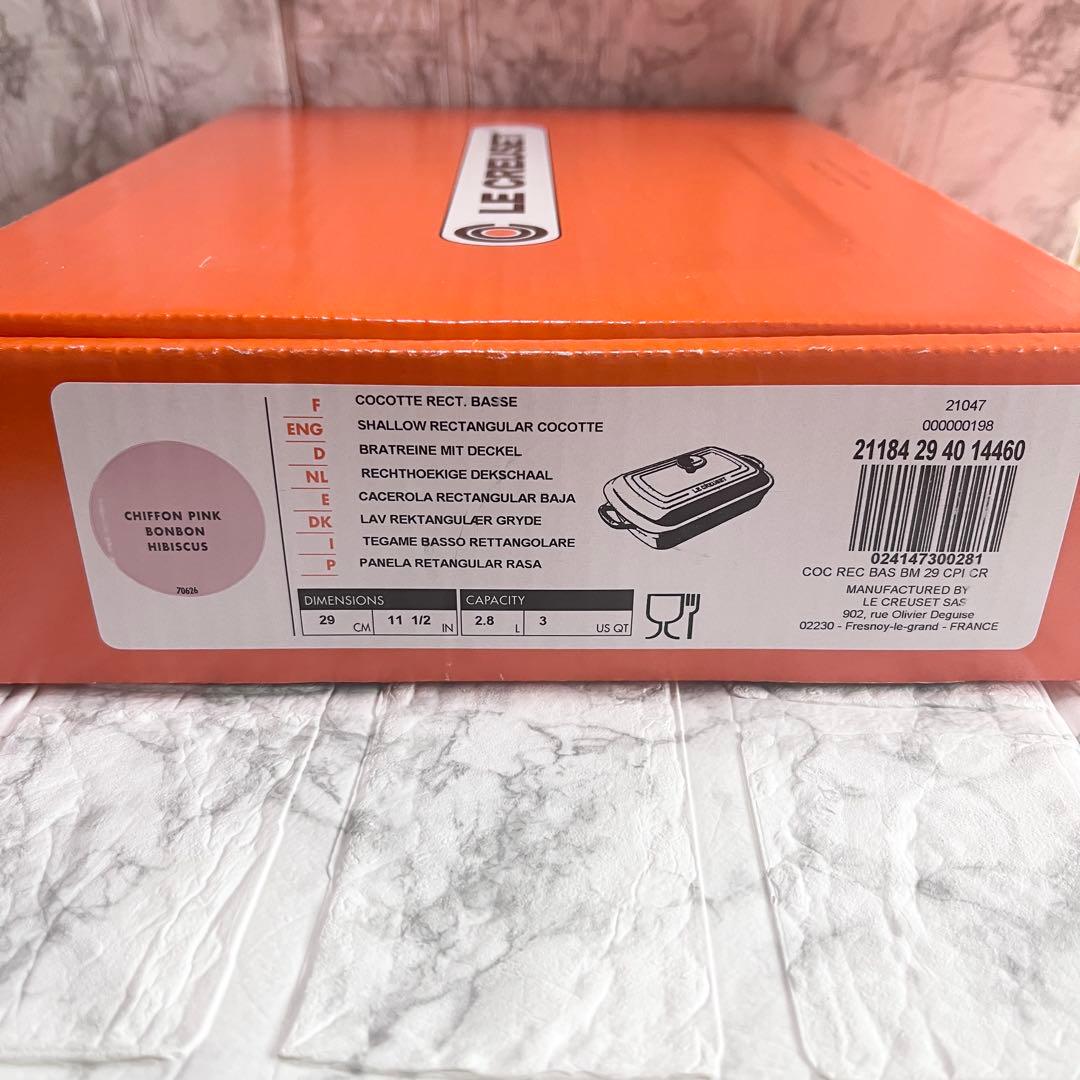 LE CREUSET
CHIFFON PINK
BONBON
HIBISCUS
70626
F COCOTTE RECT. BASSE
ENG SHALLOW RECTANGULAR COCOTTE
D BRATREINE MIT DECKEL
NL RECHTHOEKIGE DEKSCHAAL
E CACEROLA RECTANGULAR BAJA
DK LAV REKTANGULÆR GRYDE
I TEGAME BASSO RETTANGOLARE
P PANELA RETANGULAR RASA
DIMENSIONS
29 CM 11 1/2 IN
CAPACITY
2.8 L 3 US QT
LE CREUSET
21047
000000198
21184 29 40 14460
024147300281
COC REC BAS BM 29 CPI CR
MANUFACTURED BY
LE CREUSET SAS
902, rue Olivier Deguise
02230 - Fresnoy-le-grand - FRANCE